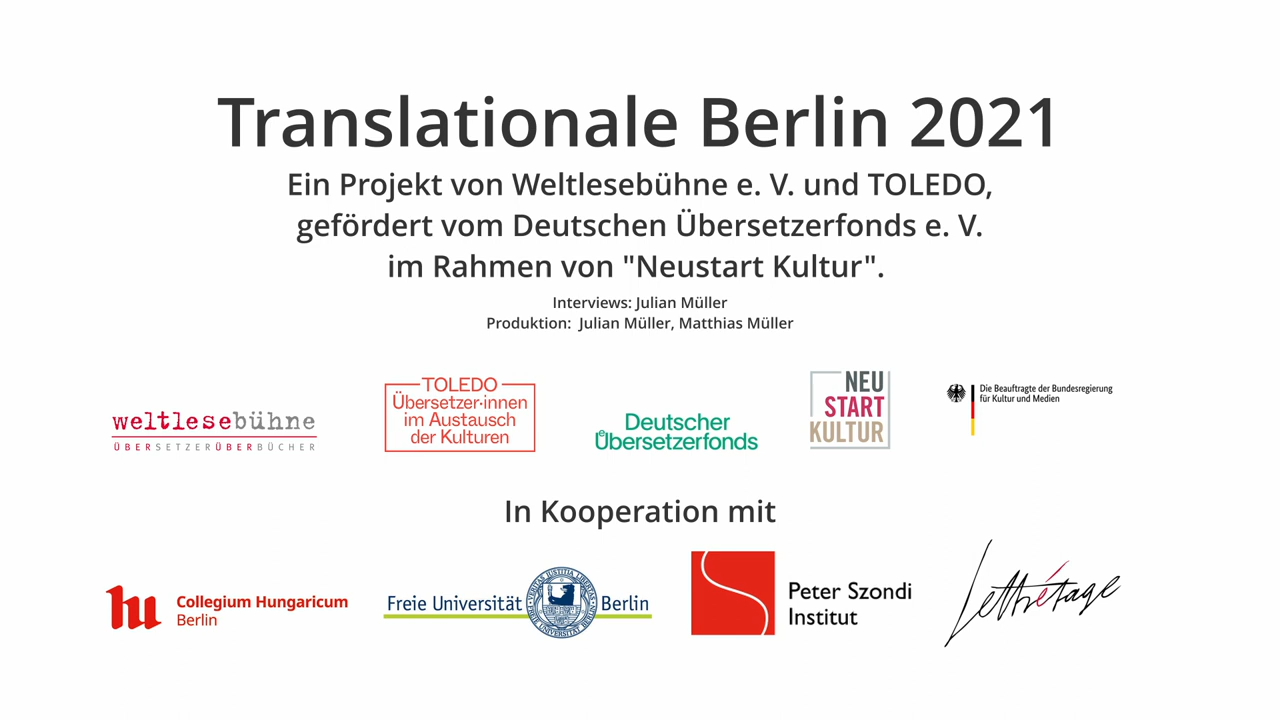 Translationale Berlin 2021
Ein Projekt von Weltlesebühne e. V. und TOLEDO,
gefördert vom Deutschen Übersetzerfonds e. V.
im Rahmen von "Neustart Kultur".
Interviews: Julian Müller
Produktion: Julian Müller, Matthias Müller
weltlesebühne
ÜBERSETZERÜBERBÜCHER
TOLEDO
Übersetzer·innen
im Austausch
der Kulturen
Deutscher
Übersetzerfonds
NEU
START
KULTUR
Die Beauftragte der Bundesregierung
für Kultur und Medien
In Kooperation mit
hu
Collegium Hungaricum
Berlin
Freie Universität Berlin
Peter Szondi
Institut
Lettrétage